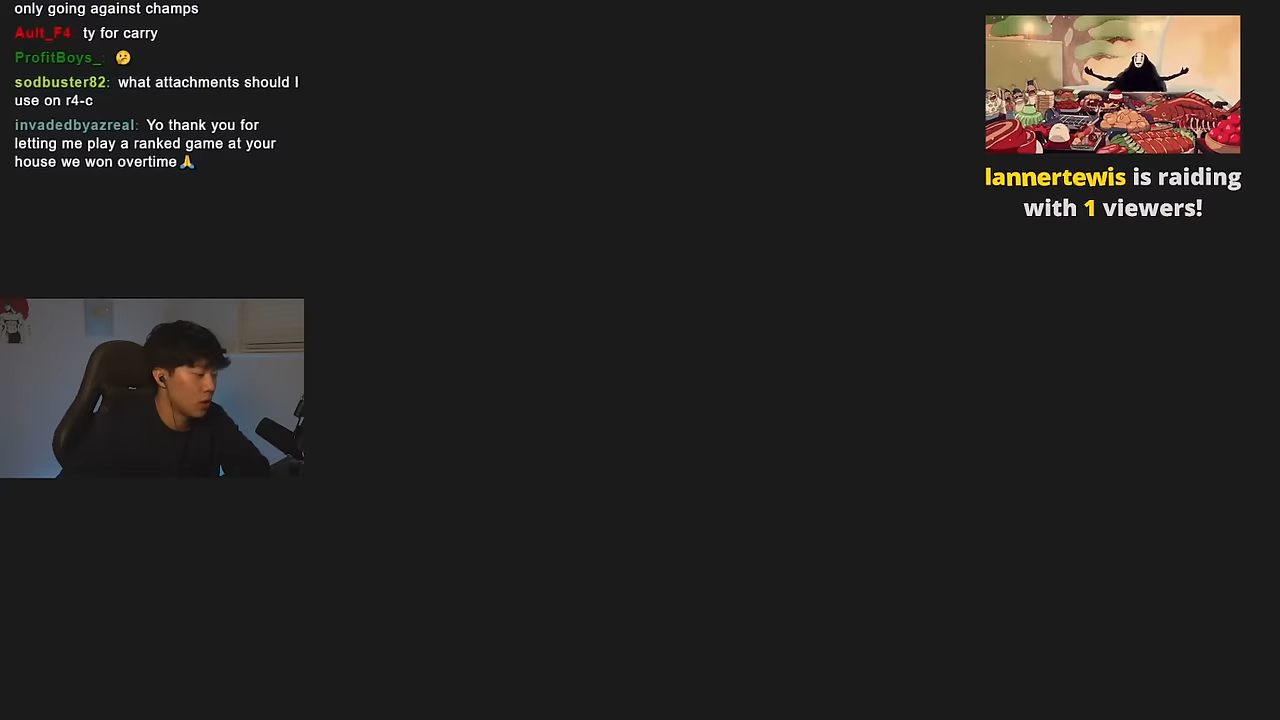 only going against champs
Ault_F4 ty for carry
ProfitBoys_: 🤔
sodbuster82: what attachments should I
use on r4-c
invadedbyazreal: Yo thank you for
letting me play a ranked game at your
house we won overtime🙏
lannertewis is raiding
with 1 viewers!